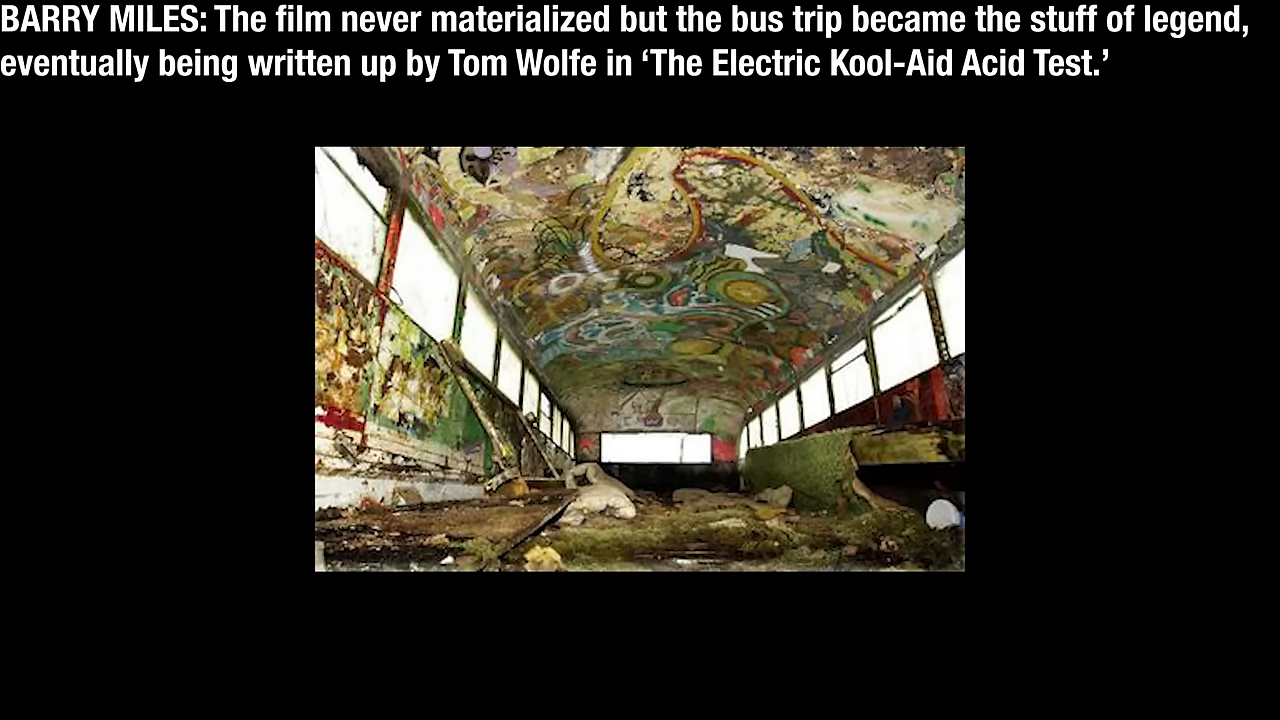 BARRY MILES: The film never materialized but the bus trip became the stuff of legend,
eventually being written up by Tom Wolfe in ‘The Electric Kool-Aid Acid Test.’